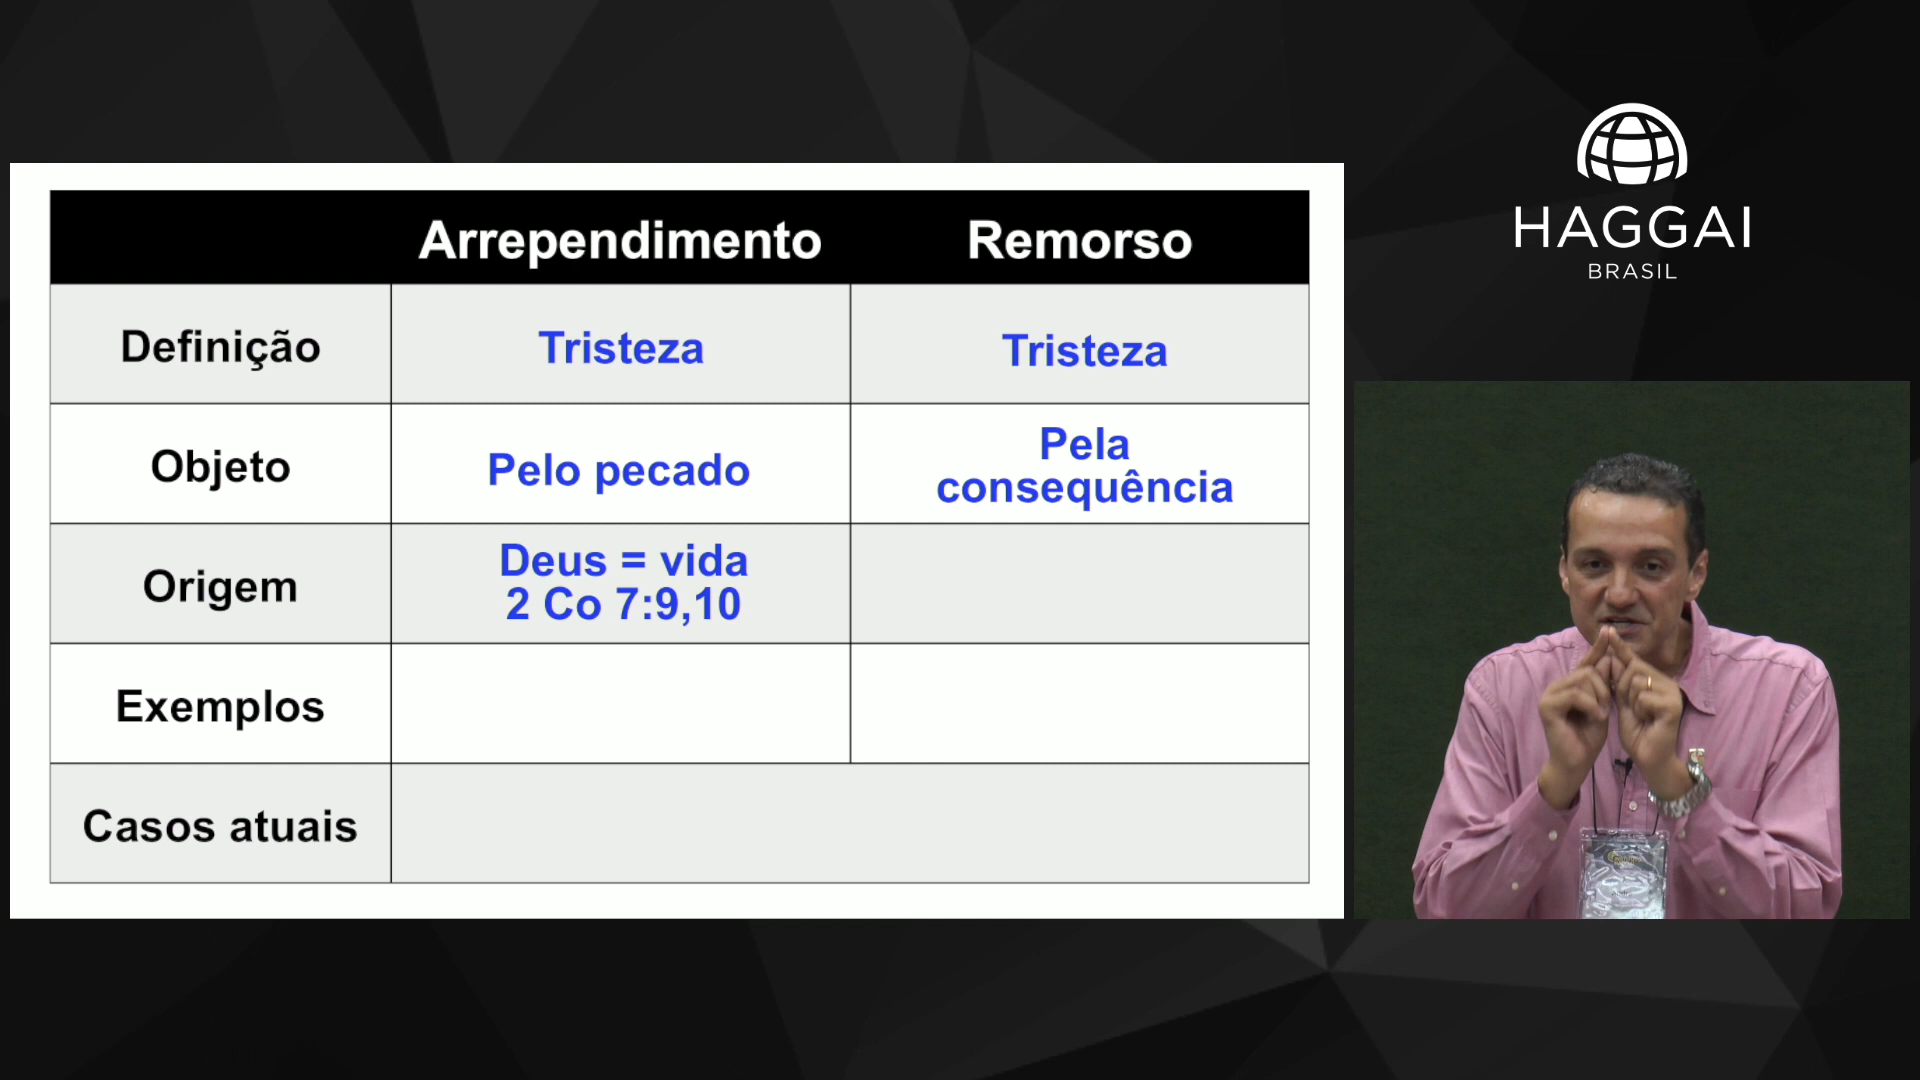 Arrependimento Remorso
Definição Tristeza Tristeza
Objeto Pelo pecado Pela
consequência
Origem Deus = vida
2 Co 7:9,10
Exemplos
Casos atuais
HAGGAI
BRASIL